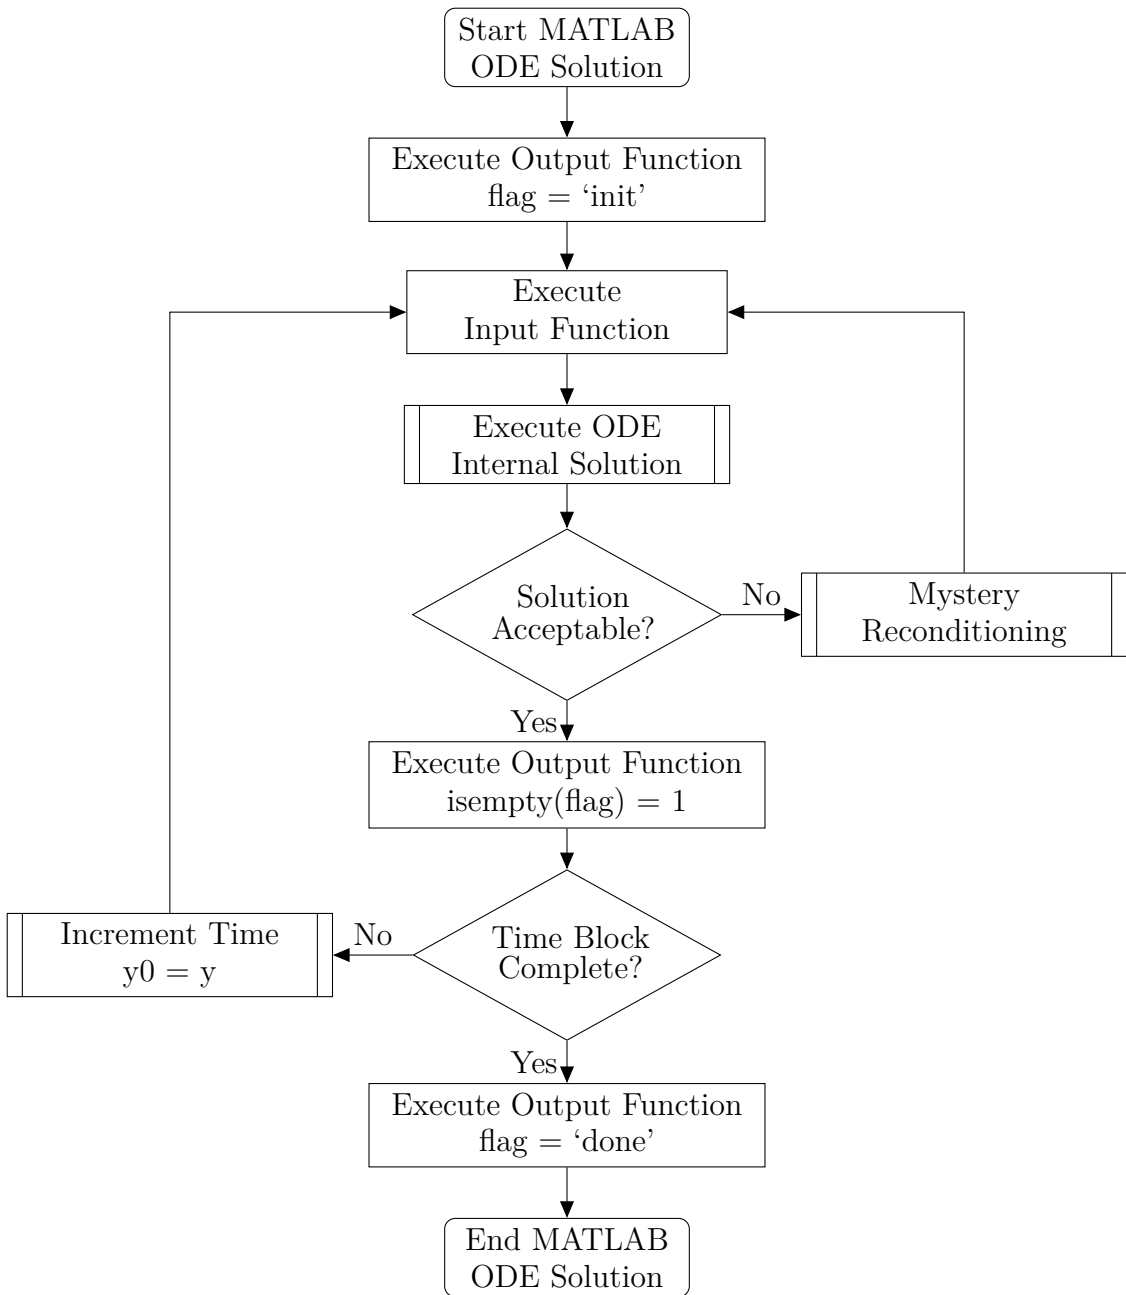 Start MATLAB
ODE Solution
Execute Output Function
flag = ‘init’
Execute
Input Function
Execute ODE
Internal Solution
Solution
Acceptable?
No
Mystery
Reconditioning
Yes
Execute Output Function
isempty(flag) = 1
Time Block
Complete?
No
Increment Time
y0 = y
Yes
Execute Output Function
flag = ‘done’
End MATLAB
ODE Solution